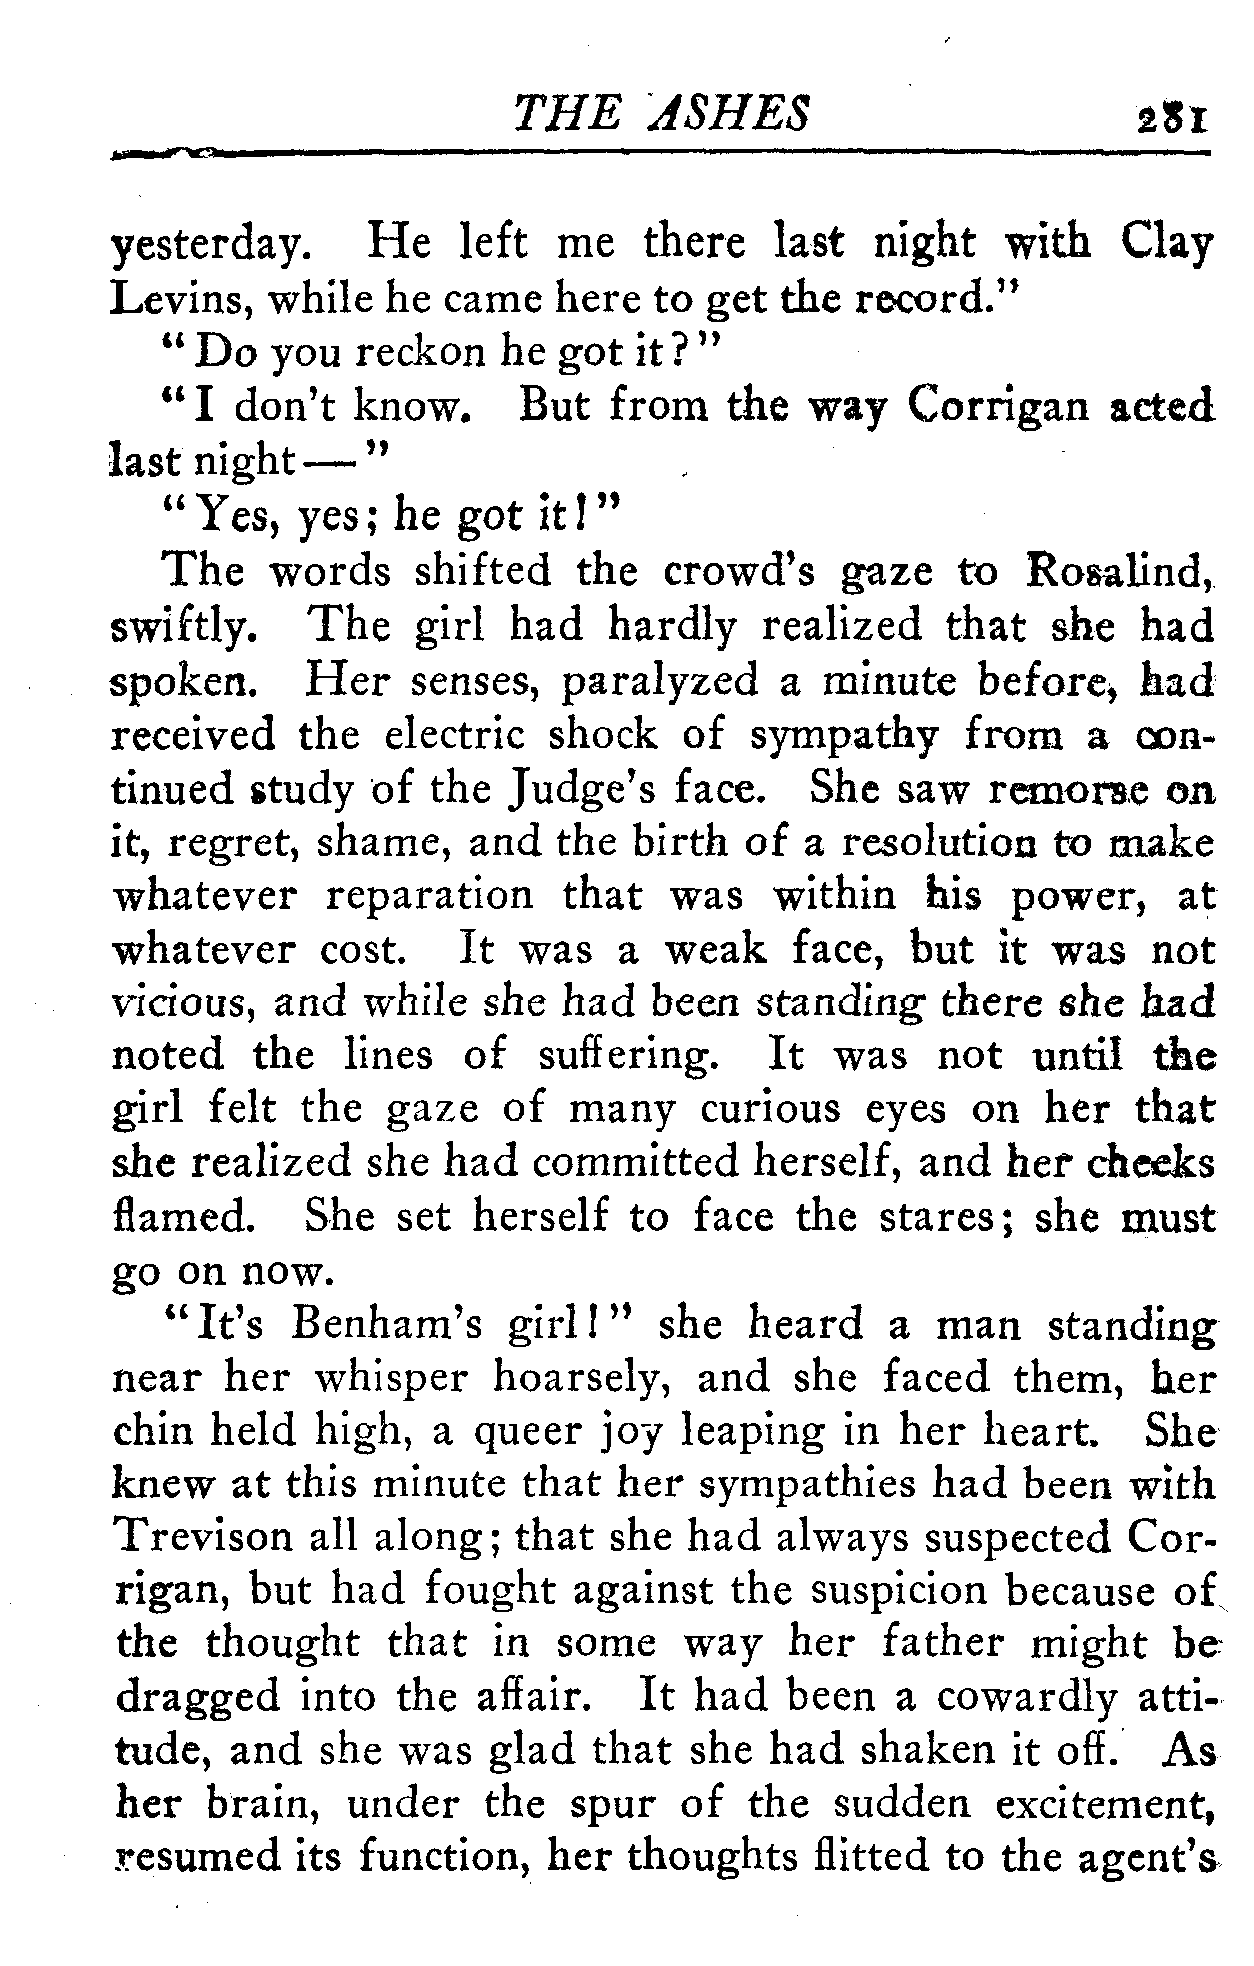 THE ASHES 281
yesterday. He left me there last night with Clay
Levins, while he came here to get the record."
"Do you reckon he got it?"
"I don't know. But from the way Corrigan acted
last night—"
"Yes, yes; he got it!"
The words shifted the crowd's gaze to Rosalind,
swiftly. The girl had hardly realized that she had
spoken. Her senses, paralyzed a minute before, had
received the electric shock of sympathy from a con-
tinued study of the Judge's face. She saw remorse on
it, regret, shame, and the birth of a resolution to make
whatever reparation that was within his power, at
whatever cost. It was a weak face, but it was not
vicious, and while she had been standing there she had
noted the lines of suffering. It was not until the
girl felt the gaze of many curious eyes on her that
she realized she had committed herself, and her cheeks
flamed. She set herself to face the stares; she must
go on now.
"It's Benham's girl!" she heard a man standing
near her whisper hoarsely, and she faced them, her
chin held high, a queer joy leaping in her heart. She
knew at this minute that her sympathies had been with
Trevison all along; that she had always suspected Cor-
rigan, but had fought against the suspicion because of
the thought that in some way her father might be
dragged into the affair. It had been a cowardly atti-
tude, and she was glad that she had shaken it off. As
her brain, under the spur of the sudden excitement,
resumed its function, her thoughts flitted to the agent's